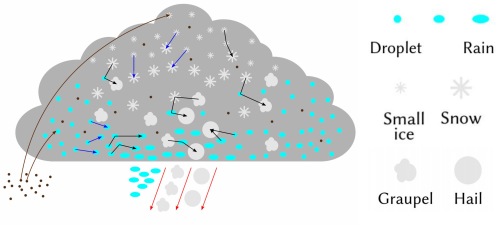 Droplet Rain
Small Snow
ice
Graupel Hail